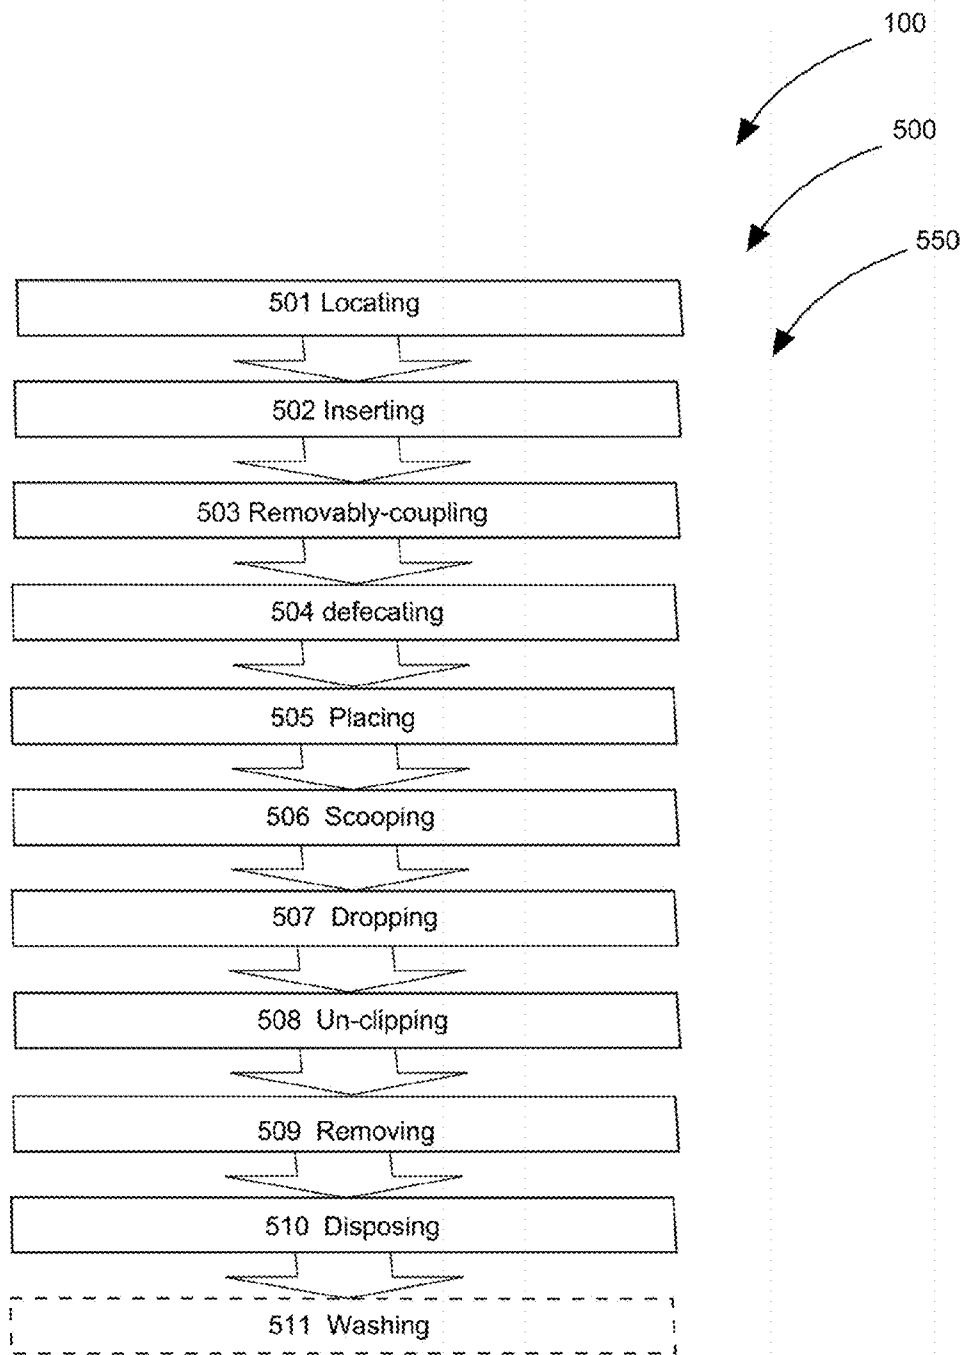 100
500
550
501 Locating
502 Inserting
503 Removably-coupling
504 defecating
505 Placing
506 Scooping
507 Dropping
508 Un-clipping
509 Removing
510 Disposing
511 Washing